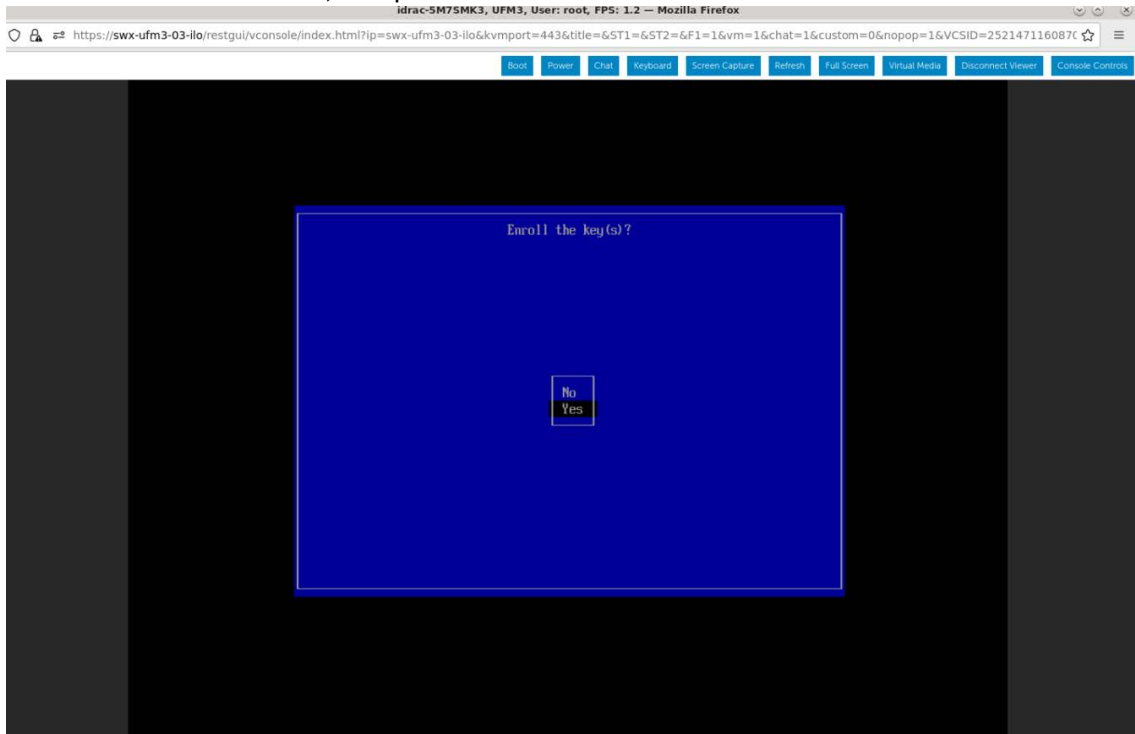 idrac-5M7SMK3, UFM3, User: root, FPS: 1.2 — Mozilla Firefox
https://swx-ufm3-03-ilo/restgui/vconsole/index.html?ip=swx-ufm3-03-ilo&kvmport=443&title=&ST1=&ST2=&F1=1&vm=1&chat=1&custom=0&nopop=1&VCSID=2521471160870
Boot Power Chat Keyboard Screen Capture Refresh Full Screen Virtual Media Disconnect Viewer Console Controls
Enroll the key(s)?
No
Yes